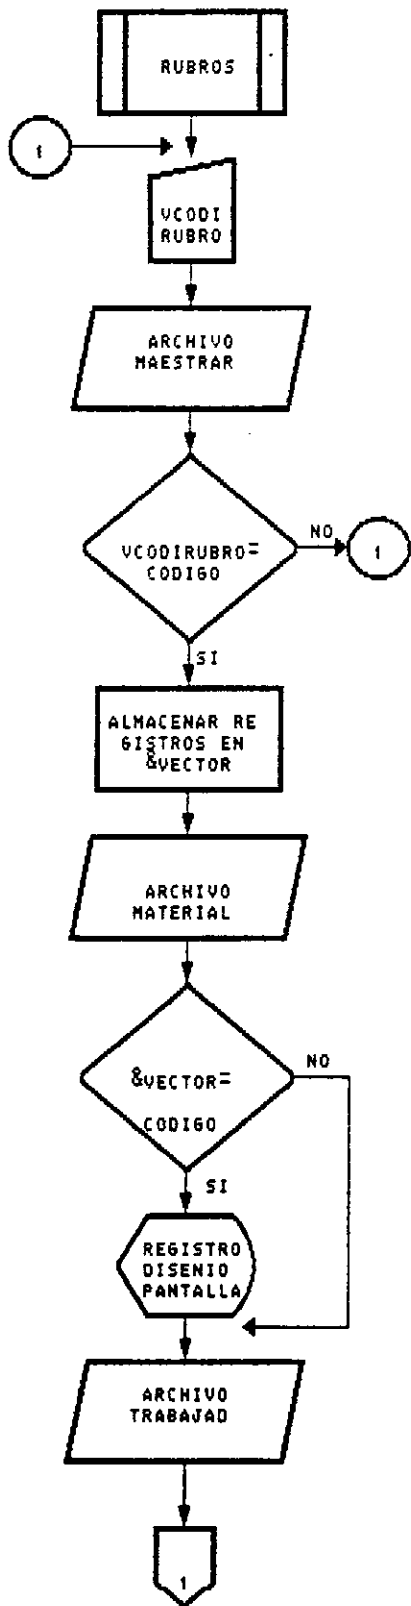 RUBROS
1
VCODI
RUBRO
ARCHIVO
MAESTRAR
VCODIRUBRO=
CODIGO
NO
1
SI
ALMACENAR RE
GISTROS EN
&VECTOR
ARCHIVO
MATERIAL
&VECTOR=
CODIGO
NO
SI
REGISTRO
DISENIO
PANTALLA
ARCHIVO
TRABAJAD
1